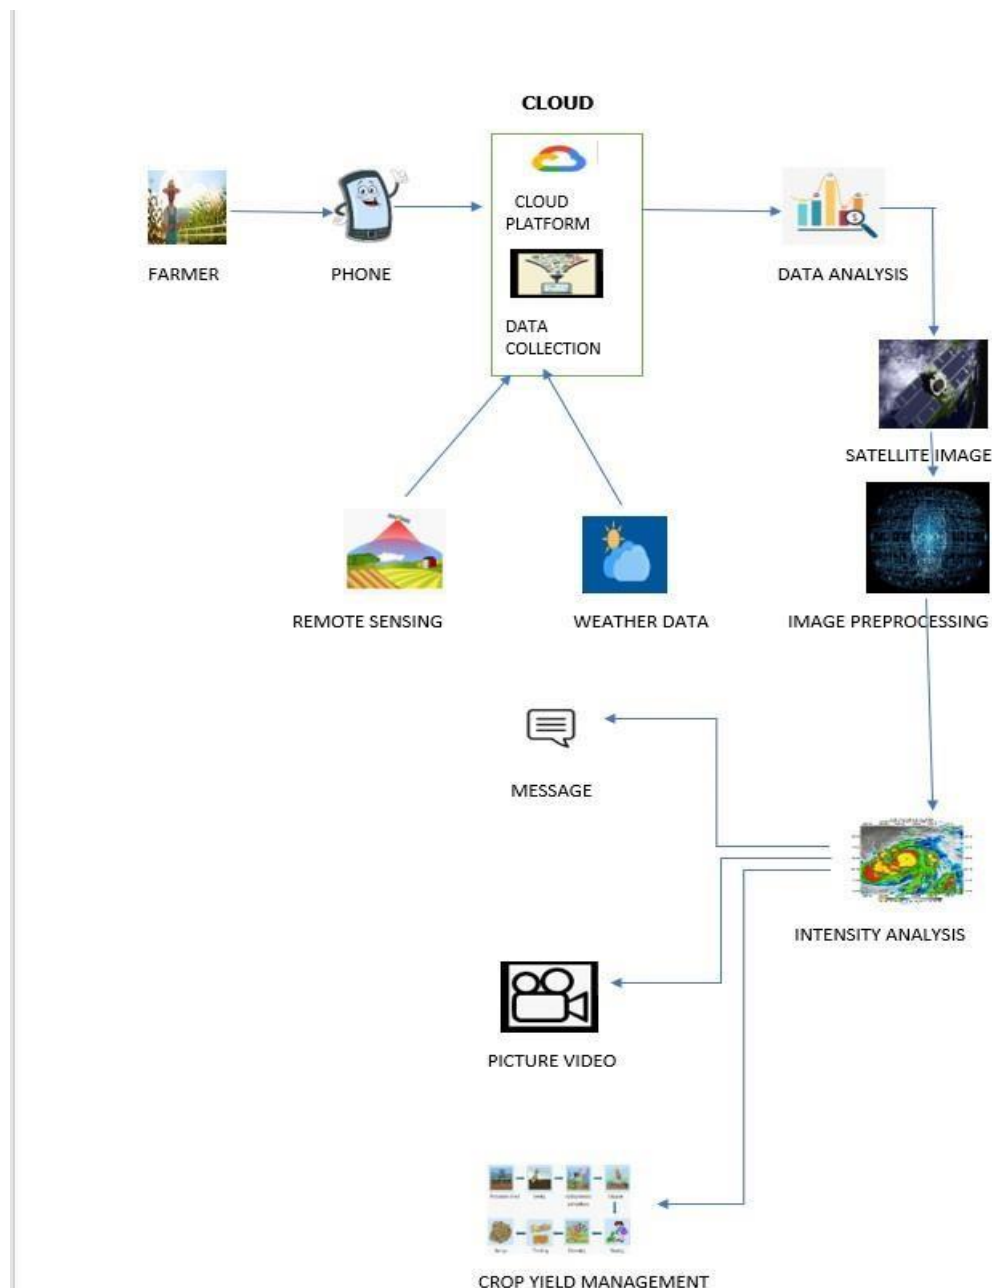 CLOUD
CLOUD
PLATFORM
FARMER
PHONE
DATA ANALYSIS
DATA
COLLECTION
SATELLITE IMAGE
REMOTE SENSING
WEATHER DATA
IMAGE PREPROCESSING
MESSAGE
INTENSITY ANALYSIS
PICTURE VIDEO
CROP YIELD MANAGEMENT